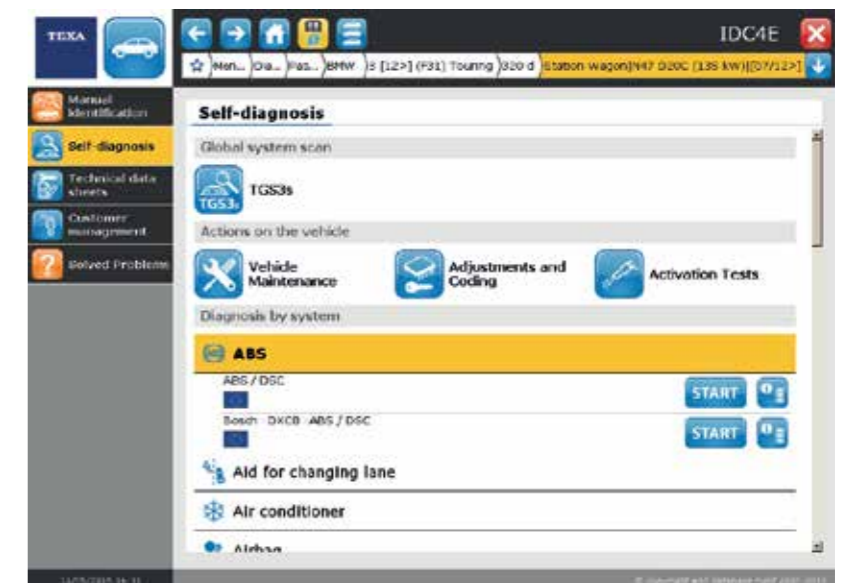 TEXA
IDC4E
Men... Dia... Pas... BMW 3 [12>] (F31) Touring 320 d Station Wagon]N47 D20C (135 kW)[[07/12>]
Manual Identification
Self-diagnosis
Technical data sheets
Customer management
Solved Problems
Self-diagnosis
Global system scan
TGS3s
TGS3s
Actions on the vehicle
Vehicle Maintenance
Adjustments and Coding
Activation Tests
Diagnosis by system
ABS
ABS / DSC
START
Bosch DXC8 ABS / DSC
START
Aid for changing lane
Air conditioner
Airbag